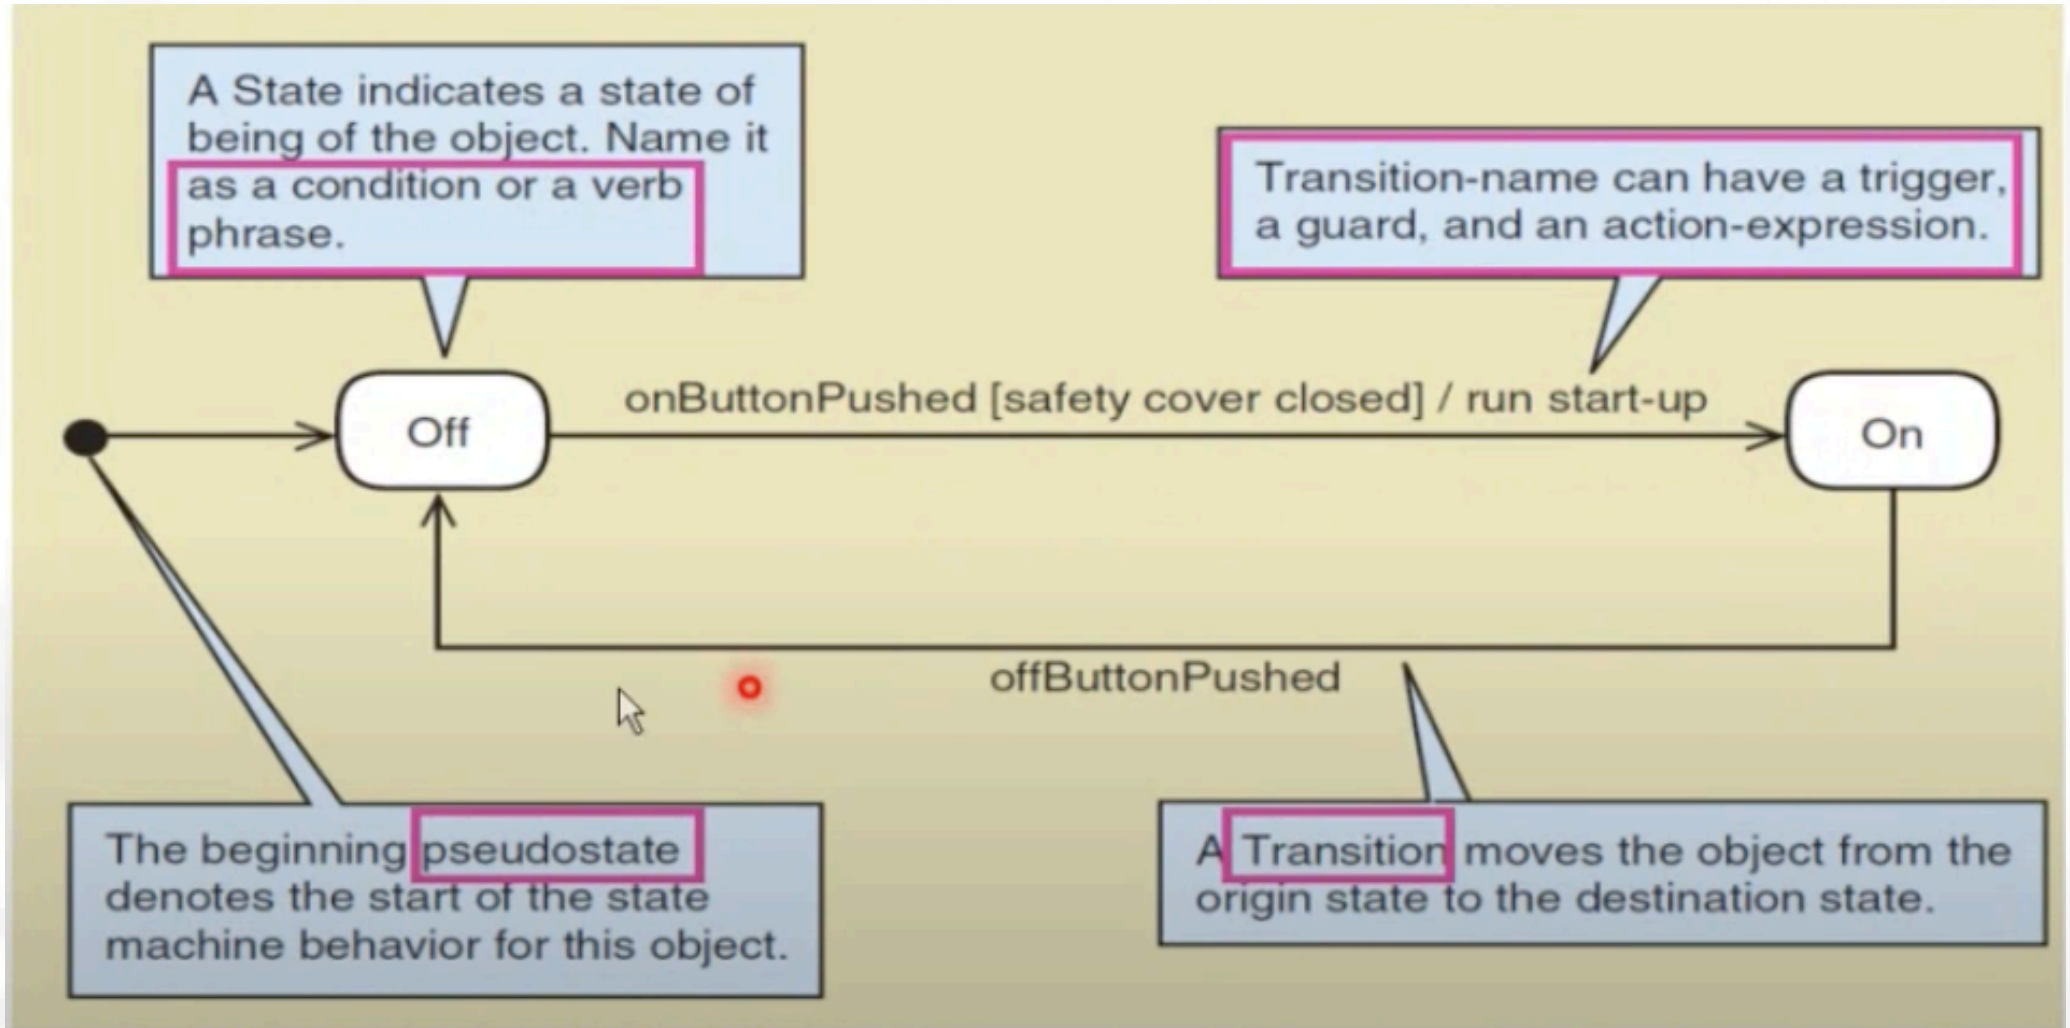 A State indicates a state of
being of the object. Name it
as a condition or a verb
phrase.
Transition-name can have a trigger,
a guard, and an action-expression.
onButtonPushed [safety cover closed] / run start-up
Off
On
offButtonPushed
The beginning pseudostate
denotes the start of the state
machine behavior for this object.
A Transition moves the object from the
origin state to the destination state.